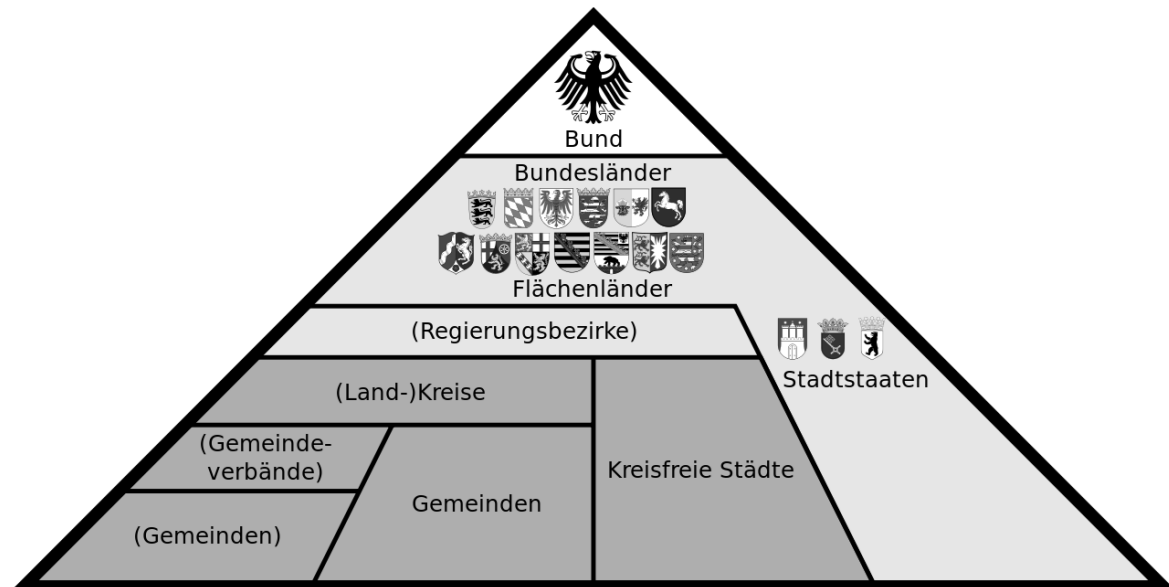 Bund
Bundesländer
Flächenländer
(Regierungsbezirke)
Stadtstaaten
(Land-)Kreise
(Gemeinde-
verbände)
Kreisfreie Städte
Gemeinden
(Gemeinden)